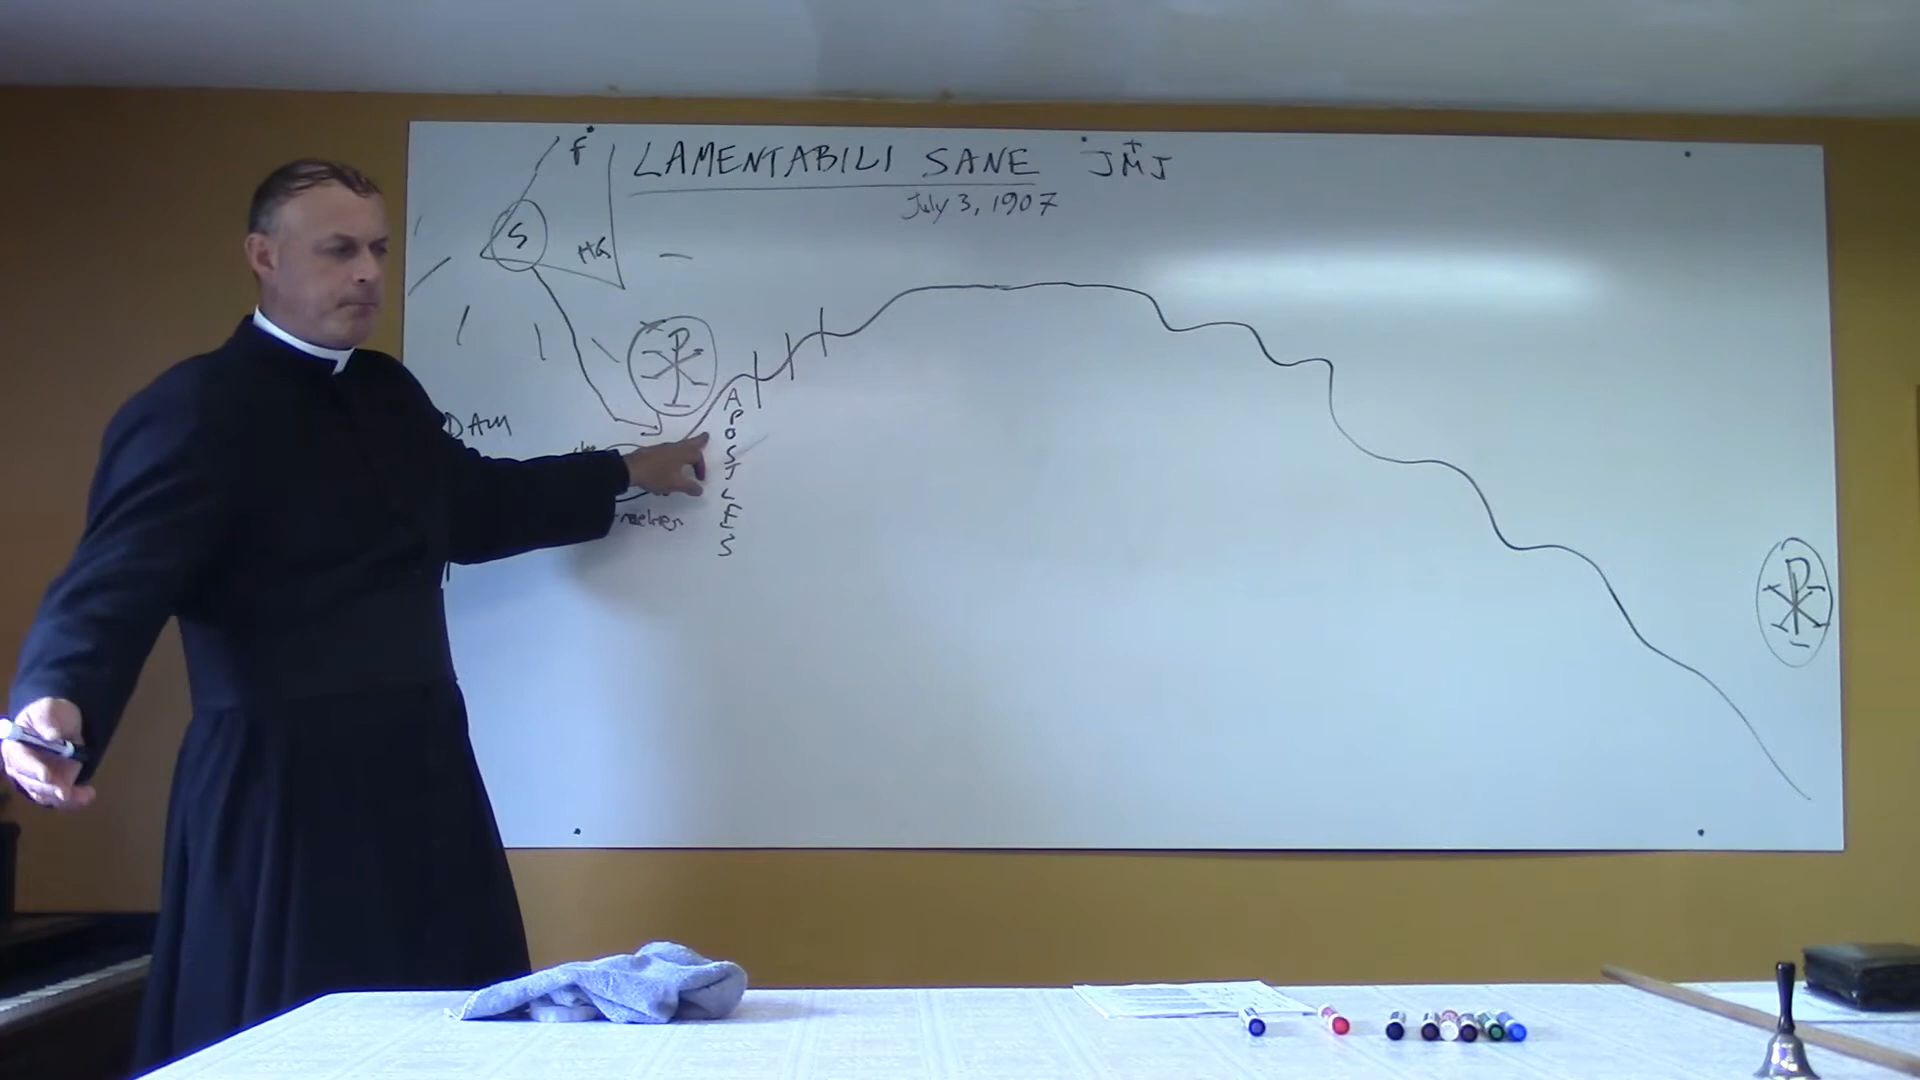 F
LAMENTABILI SANE JMJ
July 3, 1907
S
HG
DAM
APOSTLES